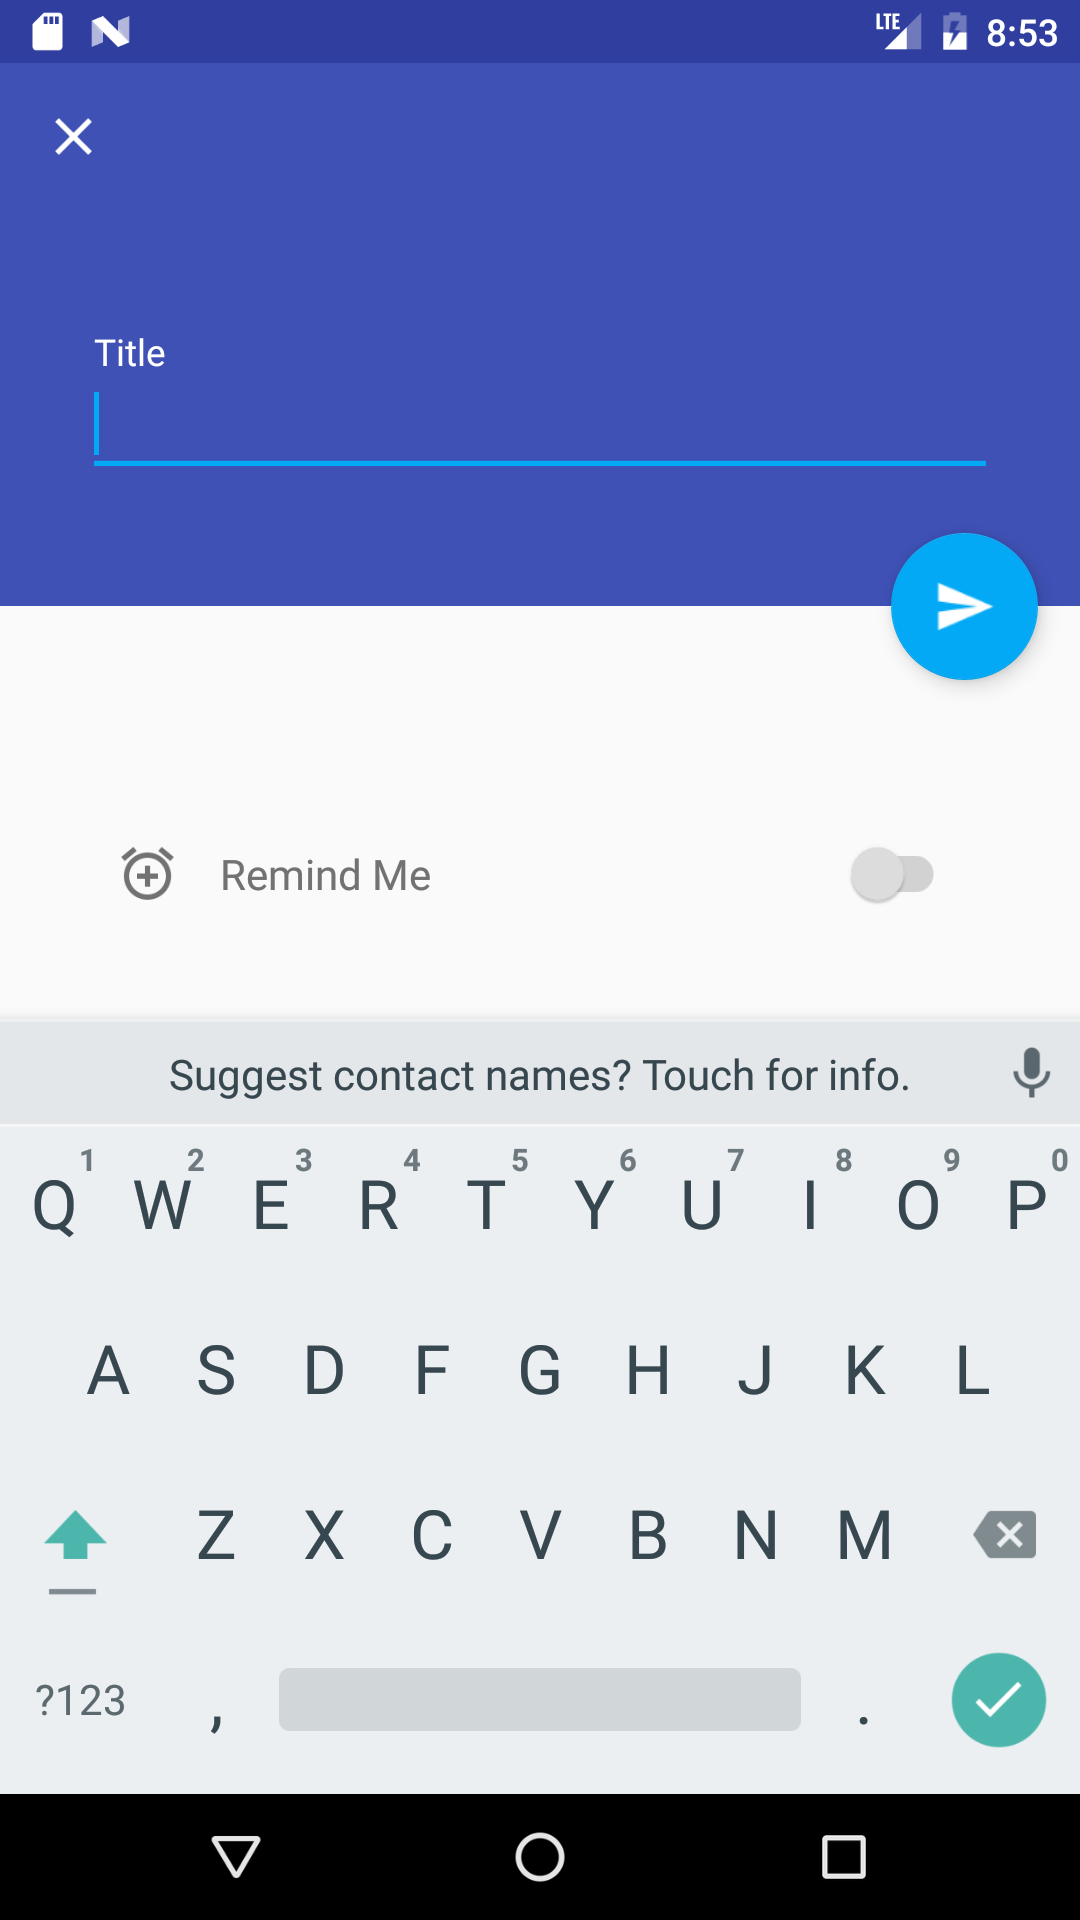 LTE 8:53
Title
Remind Me
Suggest contact names? Touch for info.
1 2 3 4 5 6 7 8 9 0
Q W E R T Y U I O P
A S D F G H J K L
Z X C V B N M
?123 , .